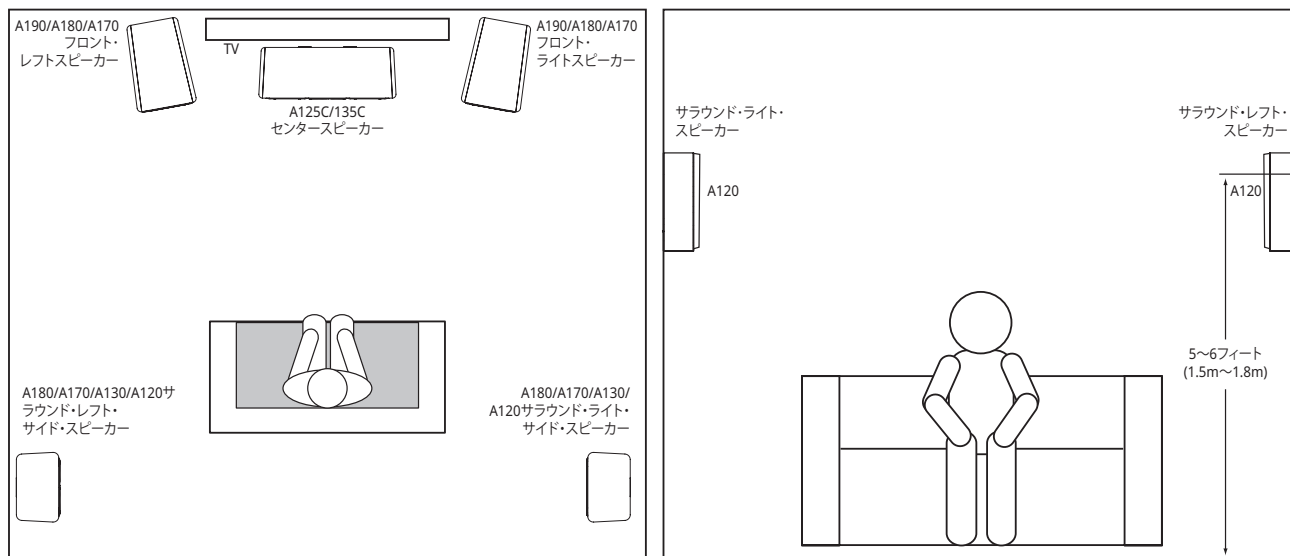 A190/A180/A170
フロント・
レフトスピーカー
TV
A190/A180/A170
フロント・
ライトスピーカー
A125C/135C
センタースピーカー
A180/A170/A130/A120サ
ラウンド・レフト・
サイド・スピーカー
A180/A170/A130/
A120サラウンド・ライト・
サイド・スピーカー
サラウンド・ライト・
スピーカー
A120
サラウンド・レフト・
スピーカー
A120
5～6フィート
(1.5m～1.8m)